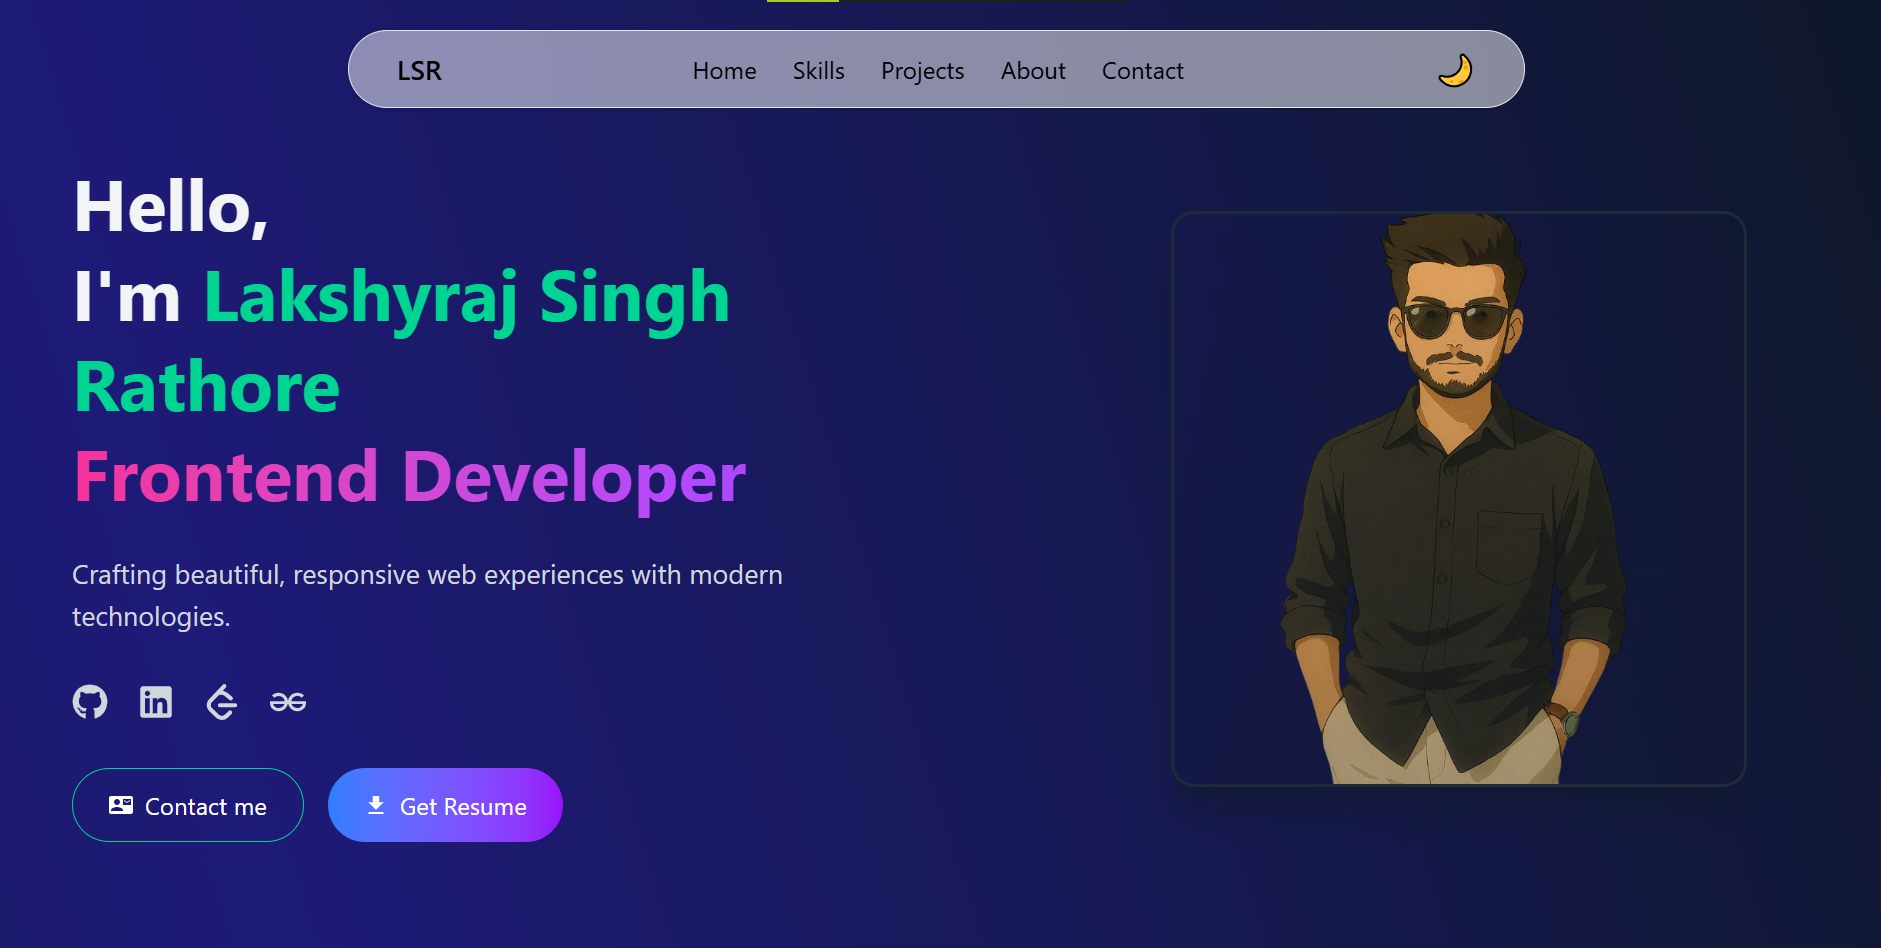 LSR Home Skills Projects About Contact
Hello,
I'm Lakshyraj Singh
Rathore
Frontend Developer
Crafting beautiful, responsive web experiences with modern
technologies.
in
Contact me Get Resume